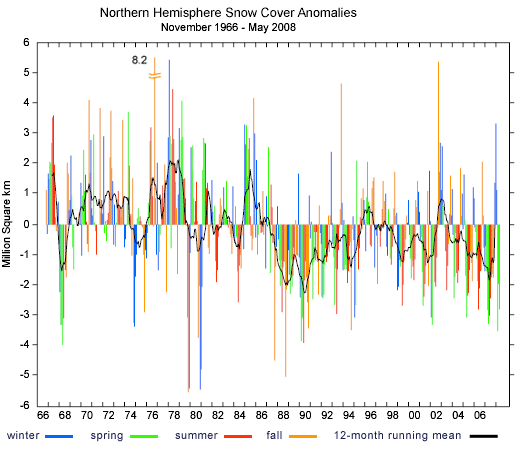 Northern Hemisphere Snow Cover Anomalies
November 1966 - May 2008
Million Square km
6
5
4
3
2
1
0
-1
-2
-3
-4
-5
-6
8.2
66 68 70 72 74 76 78 80 82 84 86 88 90 92 94 96 98 00 02 04 06
winter spring summer fall 12-month running mean